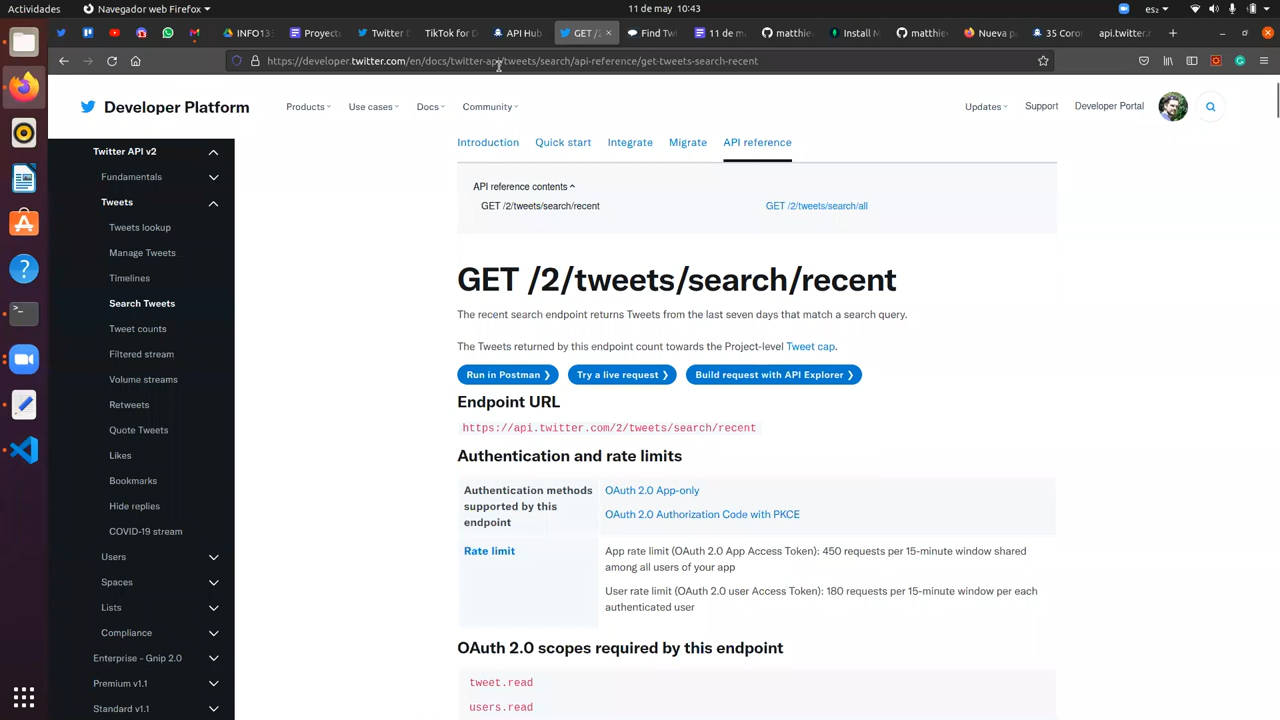 Actividades
Navegador web Firefox
11 de may 10:43
es₂
INFO13
Proyect
Twitter D
TikTok for D
API Hub
GET /2
Find Twi
11 de m
matthie
Install M
matthie
Nueva p
35 Coron
api.twitter.r
https://developer.twitter.com/en/docs/twitter-api/tweets/search/api-reference/get-tweets-search-recent
Developer Platform
Products
Use cases
Docs
Community
Updates
Support
Developer Portal
Twitter API v2
Fundamentals
Tweets
Tweets lookup
Manage Tweets
Timelines
Search Tweets
Tweet counts
Filtered stream
Volume streams
Retweets
Quote Tweets
Likes
Bookmarks
Hide replies
COVID-19 stream
Users
Spaces
Lists
Compliance
Enterprise - Gnip 2.0
Premium v1.1
Standard v1.1
Introduction
Quick start
Integrate
Migrate
API reference
API reference contents
GET /2/tweets/search/recent
GET /2/tweets/search/all
GET /2/tweets/search/recent
The recent search endpoint returns Tweets from the last seven days that match a search query.
The Tweets returned by this endpoint count towards the Project-level Tweet cap.
Run in Postman ❯
Try a live request ❯
Build request with API Explorer ❯
Endpoint URL
https://api.twitter.com/2/tweets/search/recent
Authentication and rate limits
Authentication methods
supported by this
endpoint
OAuth 2.0 App-only
OAuth 2.0 Authorization Code with PKCE
Rate limit
App rate limit (OAuth 2.0 App Access Token): 450 requests per 15-minute window shared
among all users of your app
User rate limit (OAuth 2.0 user Access Token): 180 requests per 15-minute window per each
authenticated user
OAuth 2.0 scopes required by this endpoint
tweet.read
users.read